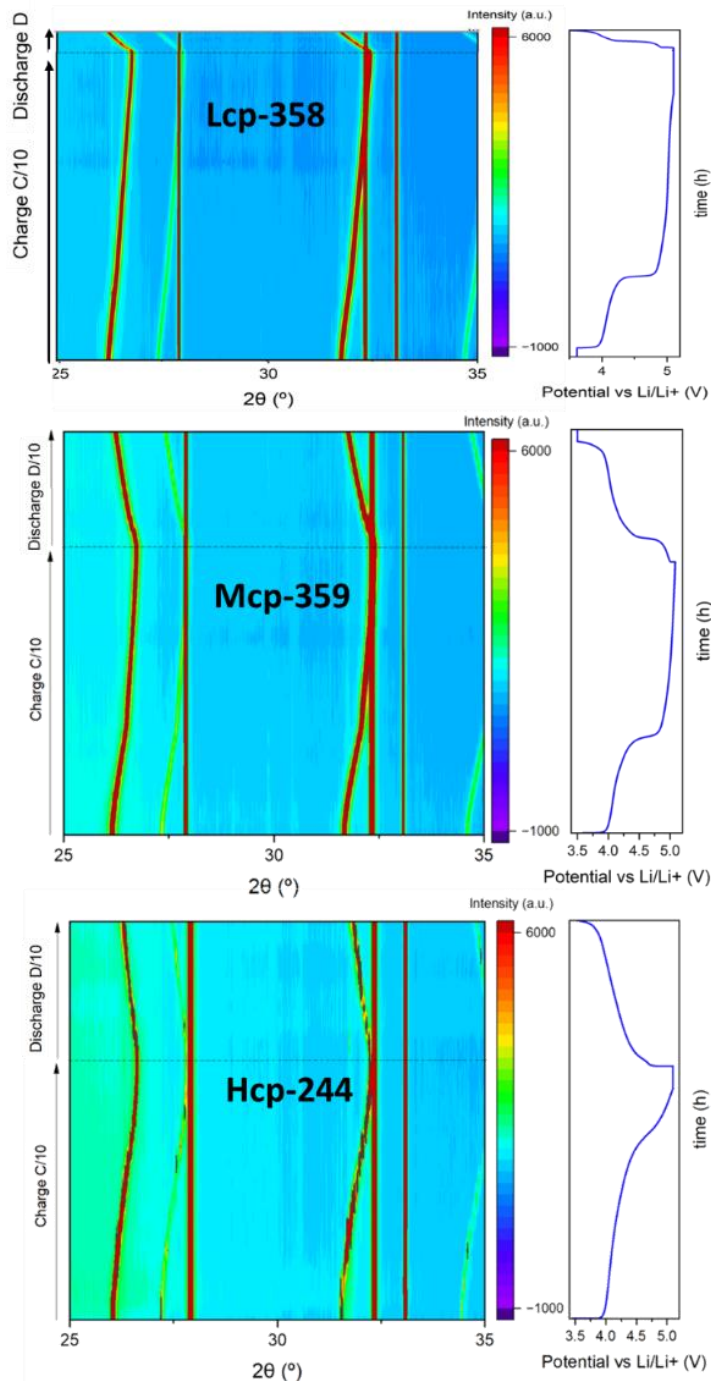 Intensity (a.u.)
6000
−1000
Discharge D
Charge C/10
Lcp-358
25
30
35
2θ (°)
time (h)
4
5
Potential vs Li/Li+ (V)
Intensity (a.u.)
6000
−1000
Discharge D/10
Charge C/10
Mcp-359
25
30
35
2θ (°)
time (h)
3.5
4.0
4.5
5.0
Potential vs Li/Li+ (V)
Intensity (a.u.)
6000
−1000
Discharge D/10
Charge C/10
Hcp-244
25
30
35
2θ (°)
time (h)
3.5
4.0
4.5
5.0
Potential vs Li/Li+ (V)